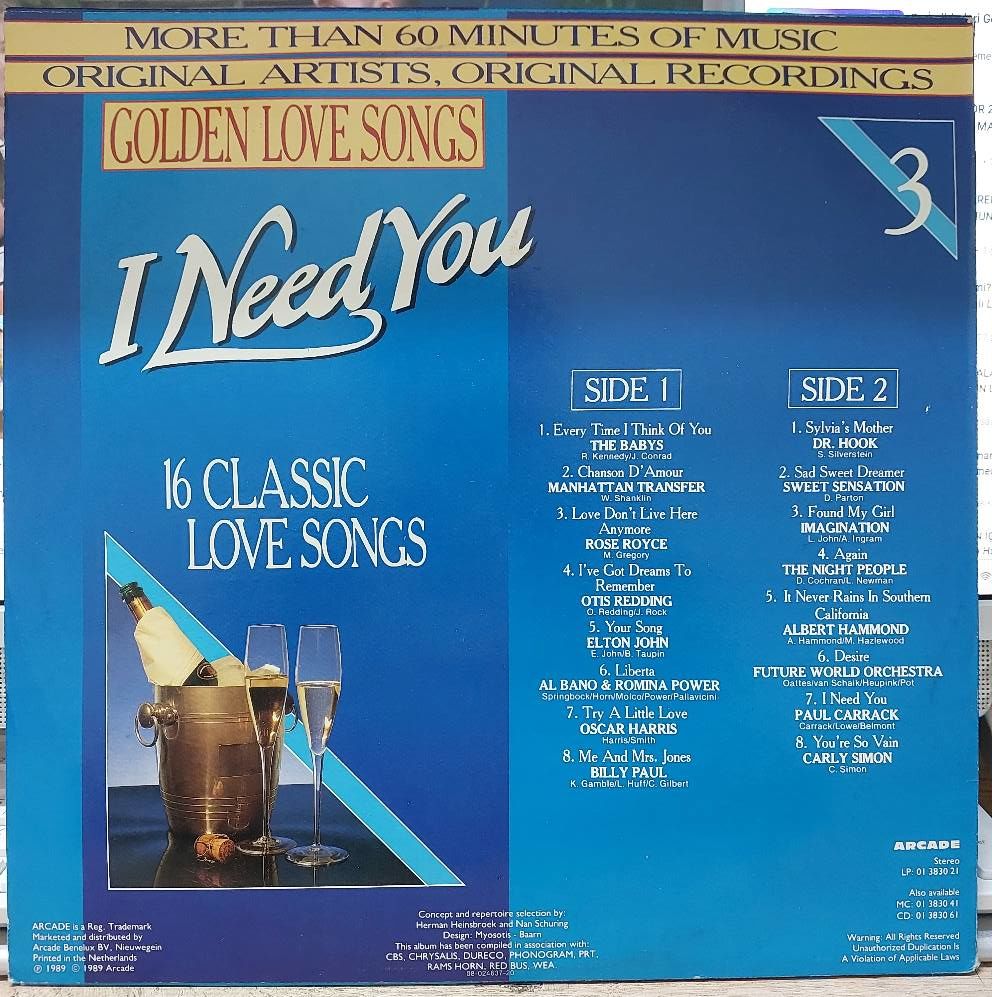 MORE THAN 60 MINUTES OF MUSIC
ORIGINAL ARTISTS, ORIGINAL RECORDINGS
GOLDEN LOVE SONGS
3
I Need You
16 CLASSIC
LOVE SONGS
SIDE 1
1. Every Time I Think Of You
THE BABYS
R. Kennedy/J. Conrad
2. Chanson D'Amour
MANHATTAN TRANSFER
W. Shanklin
3. Love Don't Live Here
Anymore
ROSE ROYCE
M. Gregory
4. I've Got Dreams To
Remember
OTIS REDDING
O. Redding/J. Rock
5. Your Song
ELTON JOHN
E. John/B. Taupin
6. Liberta
AL BANO & ROMINA POWER
Springbock/Horn/Molco/Power/Pallavicini
7. Try A Little Love
OSCAR HARRIS
Harris/Smith
8. Me And Mrs. Jones
BILLY PAUL
K. Gamble/L. Huff/C. Gilbert
SIDE 2
1. Sylvia's Mother
DR. HOOK
S. Silverstein
2. Sad Sweet Dreamer
SWEET SENSATION
D. Parton
3. Found My Girl
IMAGINATION
L. John/A. Ingram
4. Again
THE NIGHT PEOPLE
D. Cochran/L. Newman
5. It Never Rains In Southern
California
ALBERT HAMMOND
A. Hammond/M. Hazlewood
6. Desire
FUTURE WORLD ORCHESTRA
Oattes/van Schaik/Heupink/Pot
7. I Need You
PAUL CARRACK
Carrack/Lowe/Belmont
8. You're So Vain
CARLY SIMON
C. Simon
ARCADE
Stereo
LP: 01 3830 21
Also available
MC: 01 3830 41
CD: 01 3830 61
ARCADE is a Reg. Trademark
Marketed and distributed by
Arcade Benelux BV, Nieuwegein
Printed in the Netherlands
℗ 1989 © 1989 Arcade
Concept and repertoire selection by:
Herman Heinsbroek and Nan Schuring
Design: Myosotis - Baarn
This album has been compiled in association with:
CBS, CHRYSALIS, DURECO, PHONOGRAM, PRT,
RAMS HORN, RED BUS, WEA.
88-024637-20
Warning: All Rights Reserved
Unauthorized Duplication Is
A Violation of Applicable Laws